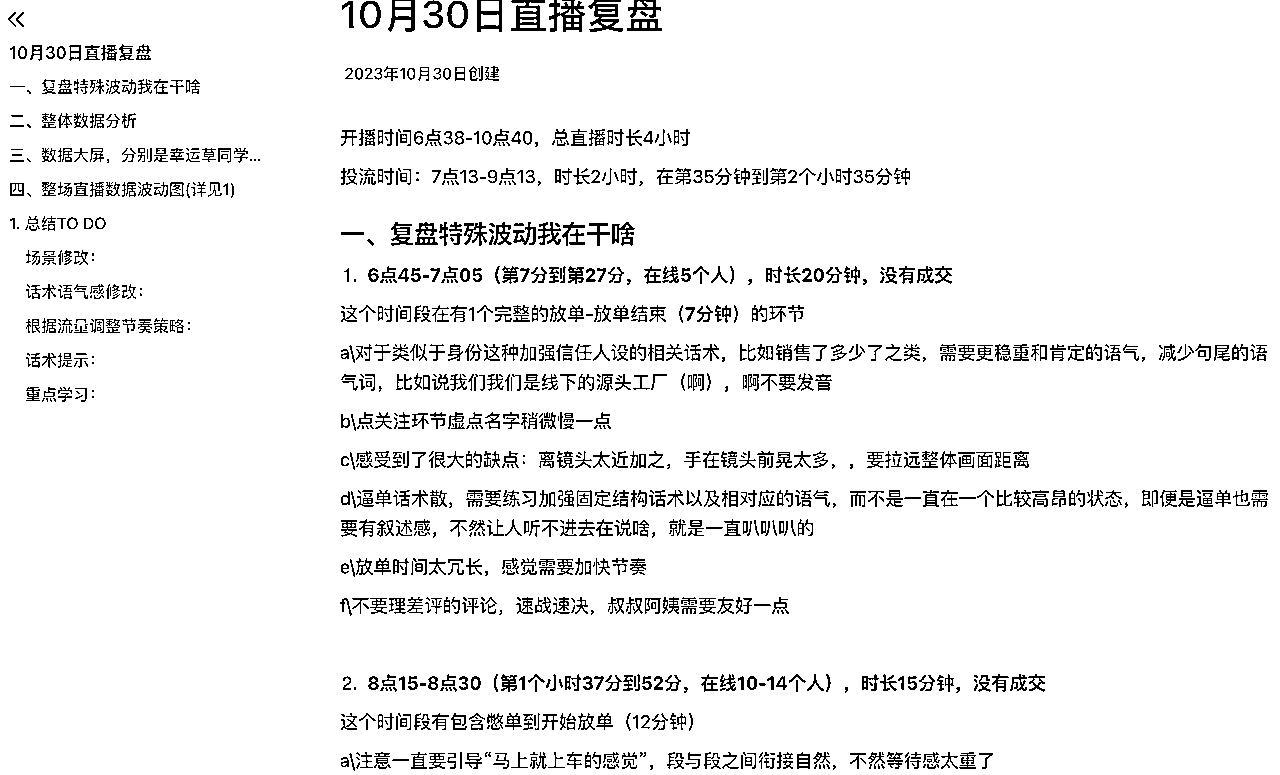 10月30日直播复盘
一、复盘特殊波动我在干啥
二、整体数据分析
三、数据大屏，分别是幸运草同学...
四、整场直播数据波动图(详见1)
1. 总结TO DO
场景修改：
话术语气感修改：
根据流量调整节奏策略：
话术提示：
重点学习：
10月30日直播复盘
2023年10月30日创建
开播时间6点38-10点40，总直播时长4小时
投流时间：7点13-9点13，时长2小时，在第35分钟到第2个小时35分钟
一、复盘特殊波动我在干啥
1. 6点45-7点05（第7分到第27分，在线5个人），时长20分钟，没有成交
这个时间段在有1个完整的放单-放单结束（7分钟）的环节
a\对于类似于身份这种加强信任人设的相关话术，比如销售了多少了之类，需要更稳重和肯定的语气，减少句尾的语
气词，比如说我们我们是线下的源头工厂（啊），啊不要发音
b\点关注环节虚点名字稍微慢一点
c\感受到了很大的缺点：离镜头太近加之，手在镜头前晃太多，，要拉远整体画面距离
d\逼单话术散，需要练习加强固定结构话术以及相对应的语气，而不是一直在一个比较高昂的状态，即便是逼单也需
要有叙述感，不然让人听不进去在说啥，就是一直叭叭叭的
e\放单时间太冗长，感觉需要加快节奏
f\不要理差评的评论，速战速决，叔叔阿姨需要友好一点
2. 8点15-8点30（第1个小时37分到52分，在线10-14个人），时长15分钟，没有成交
这个时间段有包含憋单到开始放单（12分钟）
a\注意一直要引导“马上就上车的感觉”，段与段之间衔接自然，不然等待感太重了